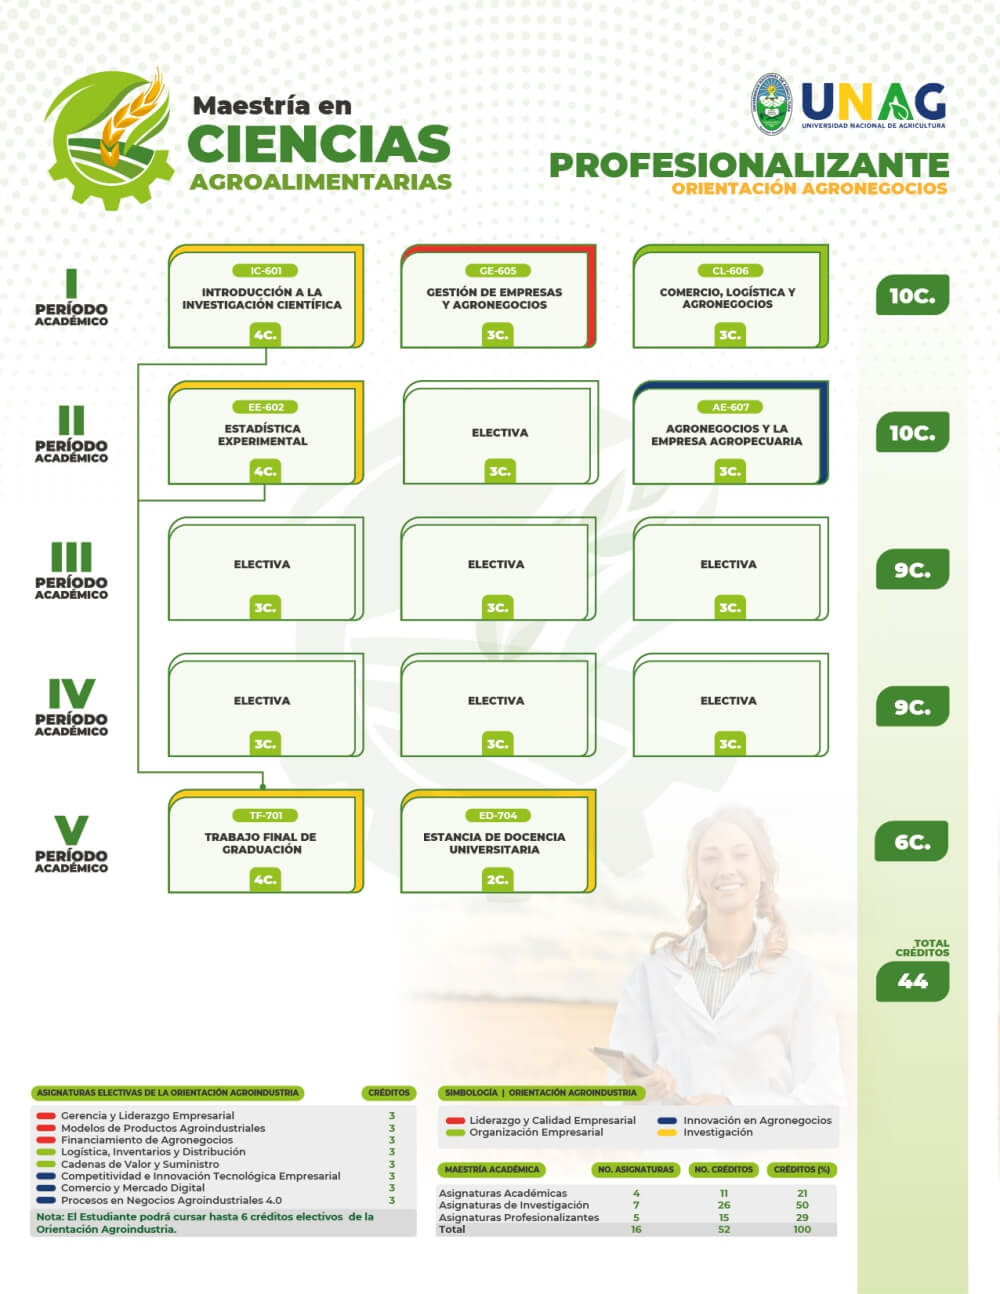 Maestría en
CIENCIAS
AGROALIMENTARIAS
UNAG
UNIVERSIDAD NACIONAL DE AGRICULTURA
PROFESIONALIZANTE
ORIENTACIÓN AGRONEGOCIOS
I
PERÍODO
ACADÉMICO
IC-601
INTRODUCCIÓN A LA
INVESTIGACIÓN CIENTÍFICA
4C.
GE-605
GESTIÓN DE EMPRESAS
Y AGRONEGOCIOS
3C.
CL-606
COMERCIO, LOGÍSTICA Y
AGRONEGOCIOS
3C.
10C.
II
PERÍODO
ACADÉMICO
EE-602
ESTADÍSTICA
EXPERIMENTAL
4C.
ELECTIVA
3C.
AE-607
AGRONEGOCIOS Y LA
EMPRESA AGROPECUARIA
3C.
10C.
III
PERÍODO
ACADÉMICO
ELECTIVA
3C.
ELECTIVA
3C.
ELECTIVA
3C.
9C.
IV
PERÍODO
ACADÉMICO
ELECTIVA
3C.
ELECTIVA
3C.
ELECTIVA
3C.
9C.
V
PERÍODO
ACADÉMICO
TF-701
TRABAJO FINAL DE
GRADUACIÓN
4C.
ED-704
ESTANCIA DE DOCENCIA
UNIVERSITARIA
2C.
6C.
TOTAL
CRÉDITOS
44
ASIGNATURAS ELECTIVAS DE LA ORIENTACIÓN AGROINDUSTRIA CRÉDITOS
Gerencia y Liderazgo Empresarial 3
Modelos de Productos Agroindustriales 3
Financiamiento de Agronegocios 3
Logística, Inventarios y Distribución 3
Cadenas de Valor y Suministro 3
Competitividad e Innovación Tecnológica Empresarial 3
Comercio y Mercado Digital 3
Procesos en Negocios Agroindustriales 4.0 3
Nota: El Estudiante podrá cursar hasta 6 créditos electivos de la
Orientación Agroindustria.
SIMBOLOGÍA | ORIENTACIÓN AGROINDUSTRIA
Liderazgo y Calidad Empresarial Innovación en Agronegocios
Organización Empresarial Investigación
MAESTRÍA ACADÉMICA NO. ASIGNATURAS NO. CRÉDITOS CRÉDITOS (%)
Asignaturas Académicas 4 11 21
Asignaturas de Investigación 7 26 50
Asignaturas Profesionalizantes 5 15 29
Total 16 52 100